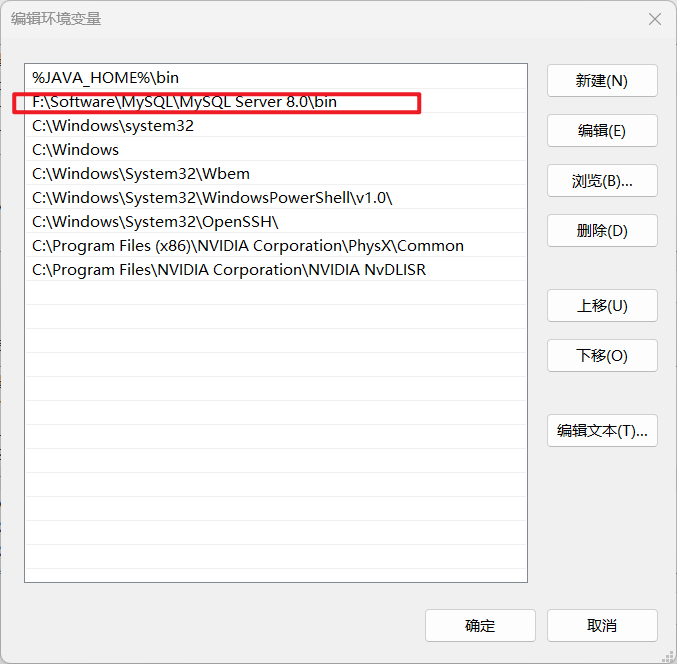 编辑环境变量
%JAVA_HOME%\bin
F:\Software\MySQL\MySQL Server 8.0\bin
C:\Windows\system32
C:\Windows
C:\Windows\System32\Wbem
C:\Windows\System32\WindowsPowerShell\v1.0\
C:\Windows\System32\OpenSSH\
C:\Program Files (x86)\NVIDIA Corporation\PhysX\Common
C:\Program Files\NVIDIA Corporation\NVIDIA NvDLISR
新建(N)
编辑(E)
浏览(B)...
删除(D)
上移(U)
下移(O)
编辑文本(T)...
确定
取消